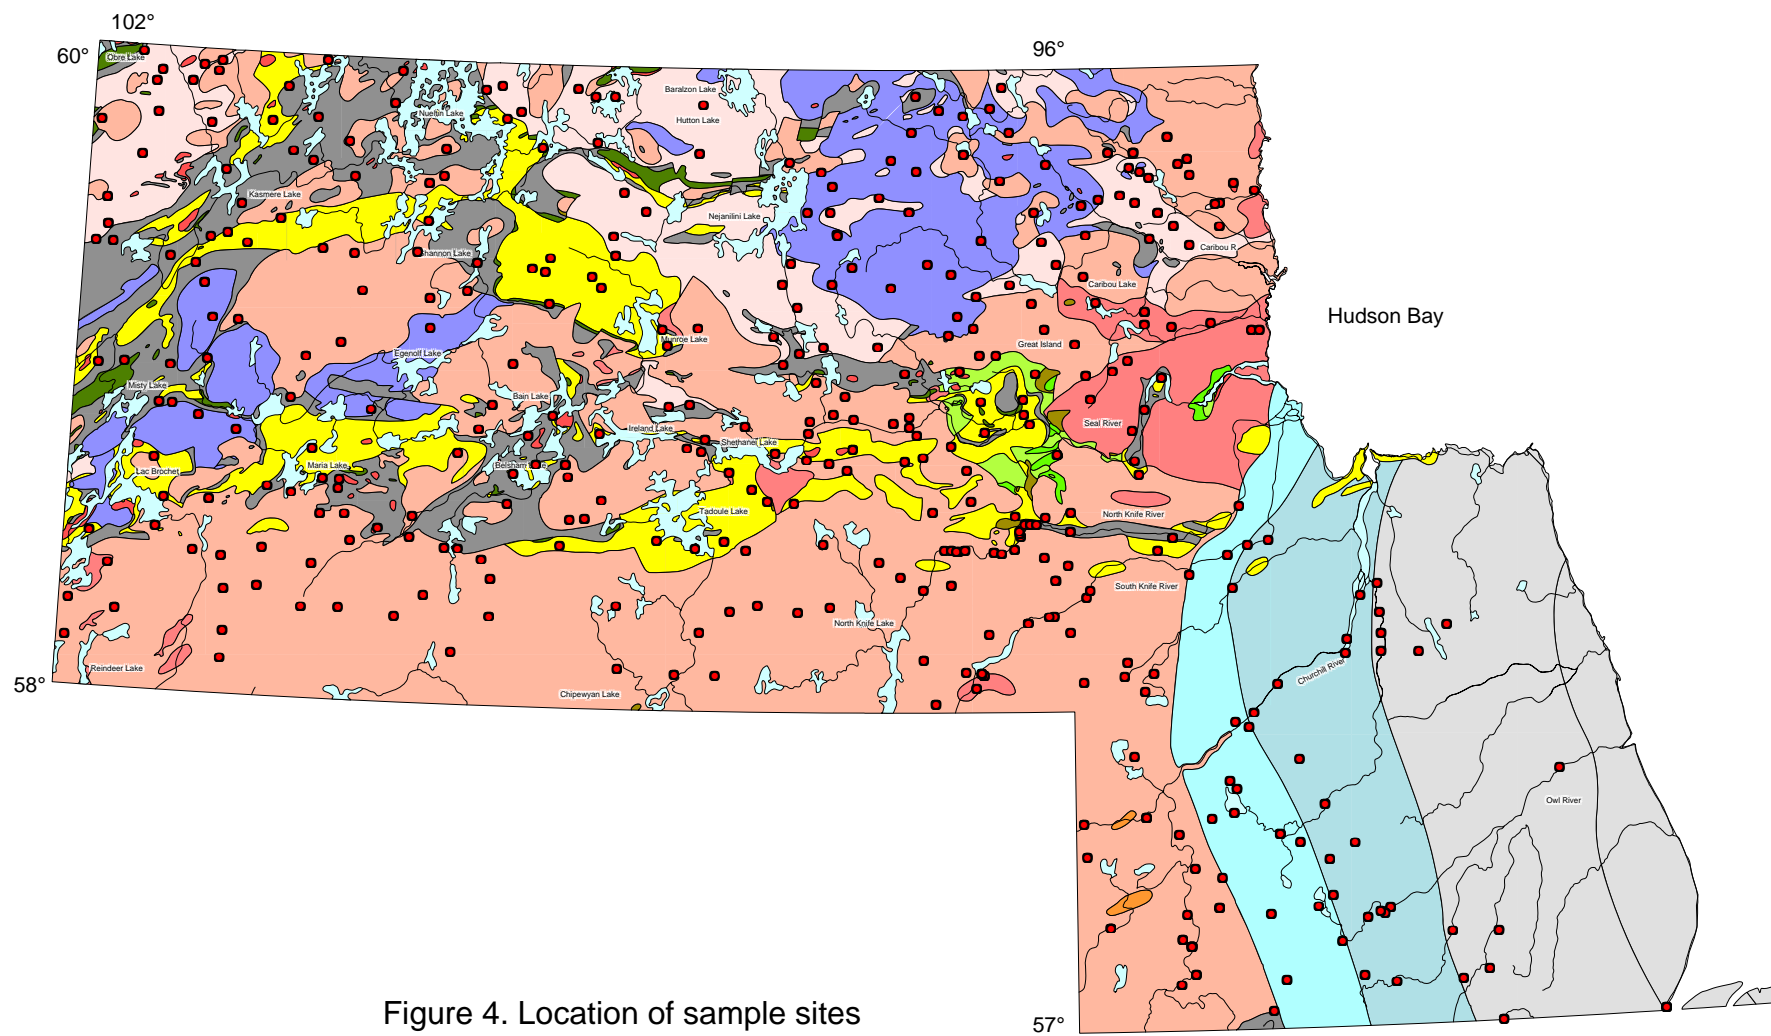 102°
60°
96°
Obre Lake
Baralzon Lake
Nueltin Lake
Hutton Lake
Kasmere Lake
Nejanilini Lake
Shannon Lake
Caribou R
Caribou Lake
Hudson Bay
Munroe Lake
Great Island
Egenolf Lake
Misty Lake
Bain Lake
Seal River
Ireland Lake
Shethanei Lake
Lac Brochet
Maria Lake
Belsham Lake
Tadoule Lake
North Knife River
South Knife River
North Knife Lake
Reindeer Lake
Churchill River
58°
Chipewyan Lake
Owl River
Figure 4. Location of sample sites
57°